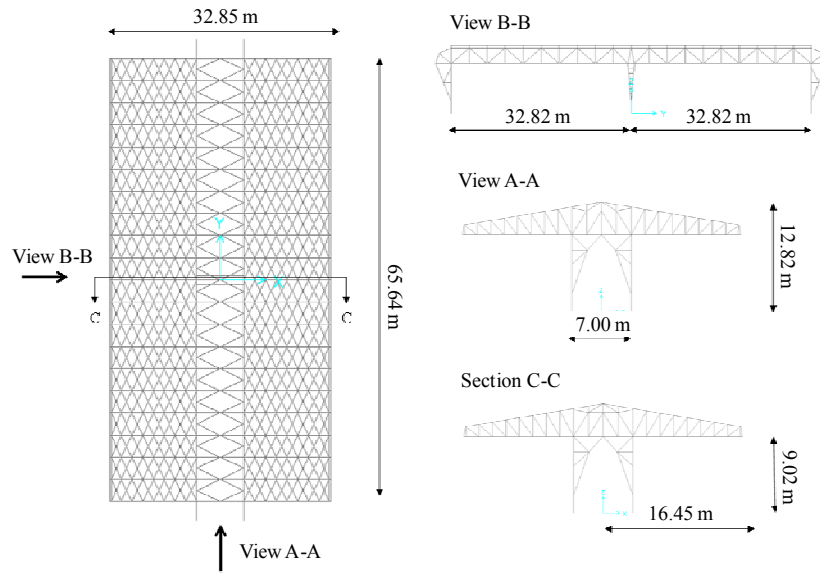 32.85 m
View B-B
32.82 m
32.82 m
View A-A
12.82 m
7.00 m
Section C-C
9.02 m
16.45 m
View B-B
Y
X
C
C
65.64 m
View A-A